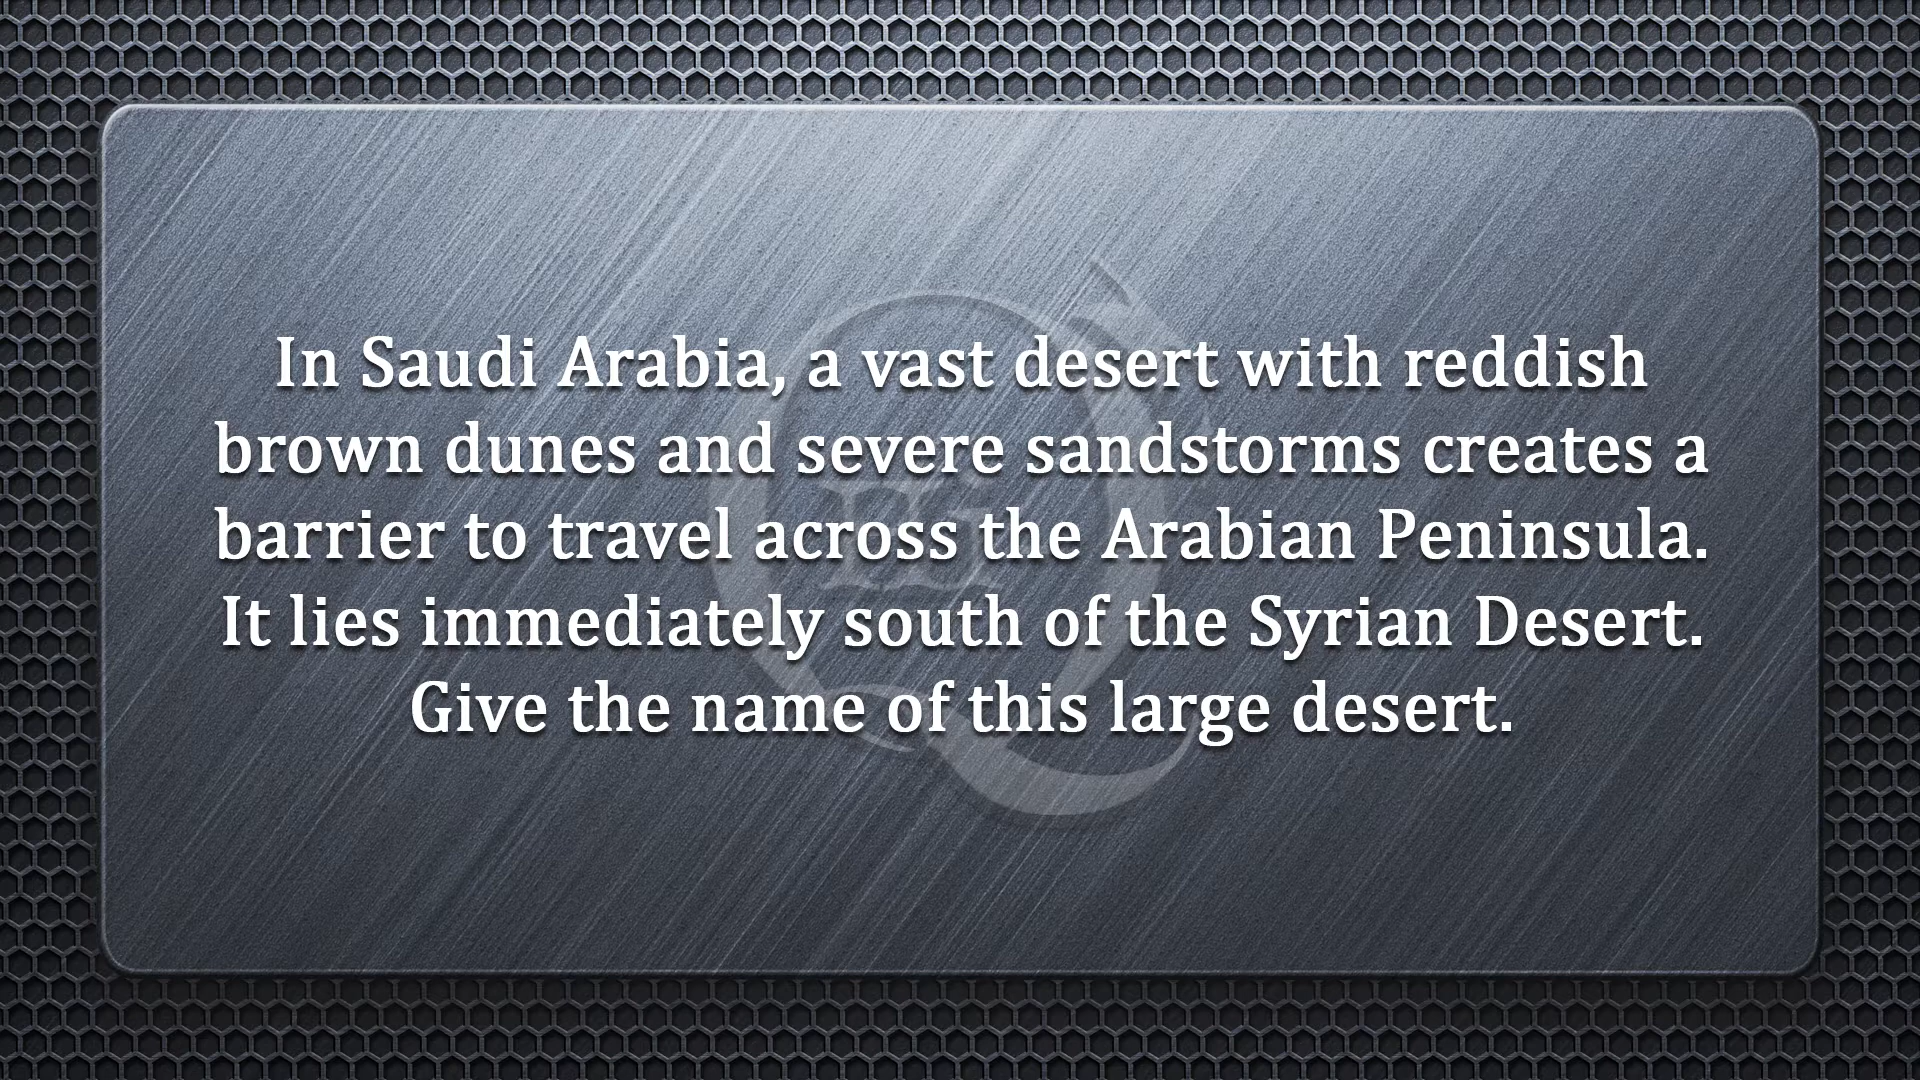 In Saudi Arabia, a vast desert with reddish
brown dunes and severe sandstorms creates a
barrier to travel across the Arabian Peninsula.
It lies immediately south of the Syrian Desert.
Give the name of this large desert.